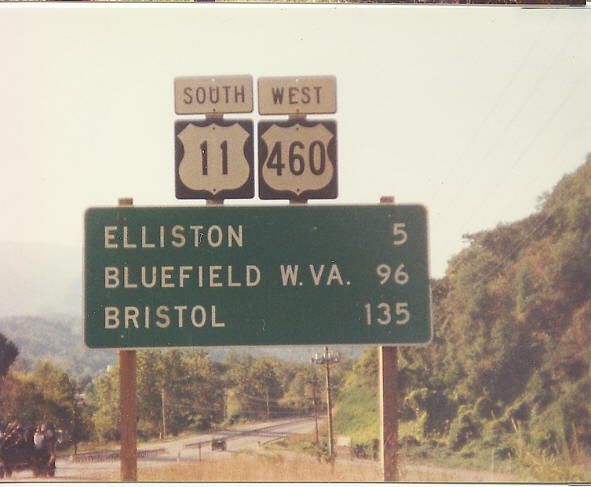 SOUTH WEST
11 460
ELLISTON 5
BLUEFIELD W.VA. 96
BRISTOL 135